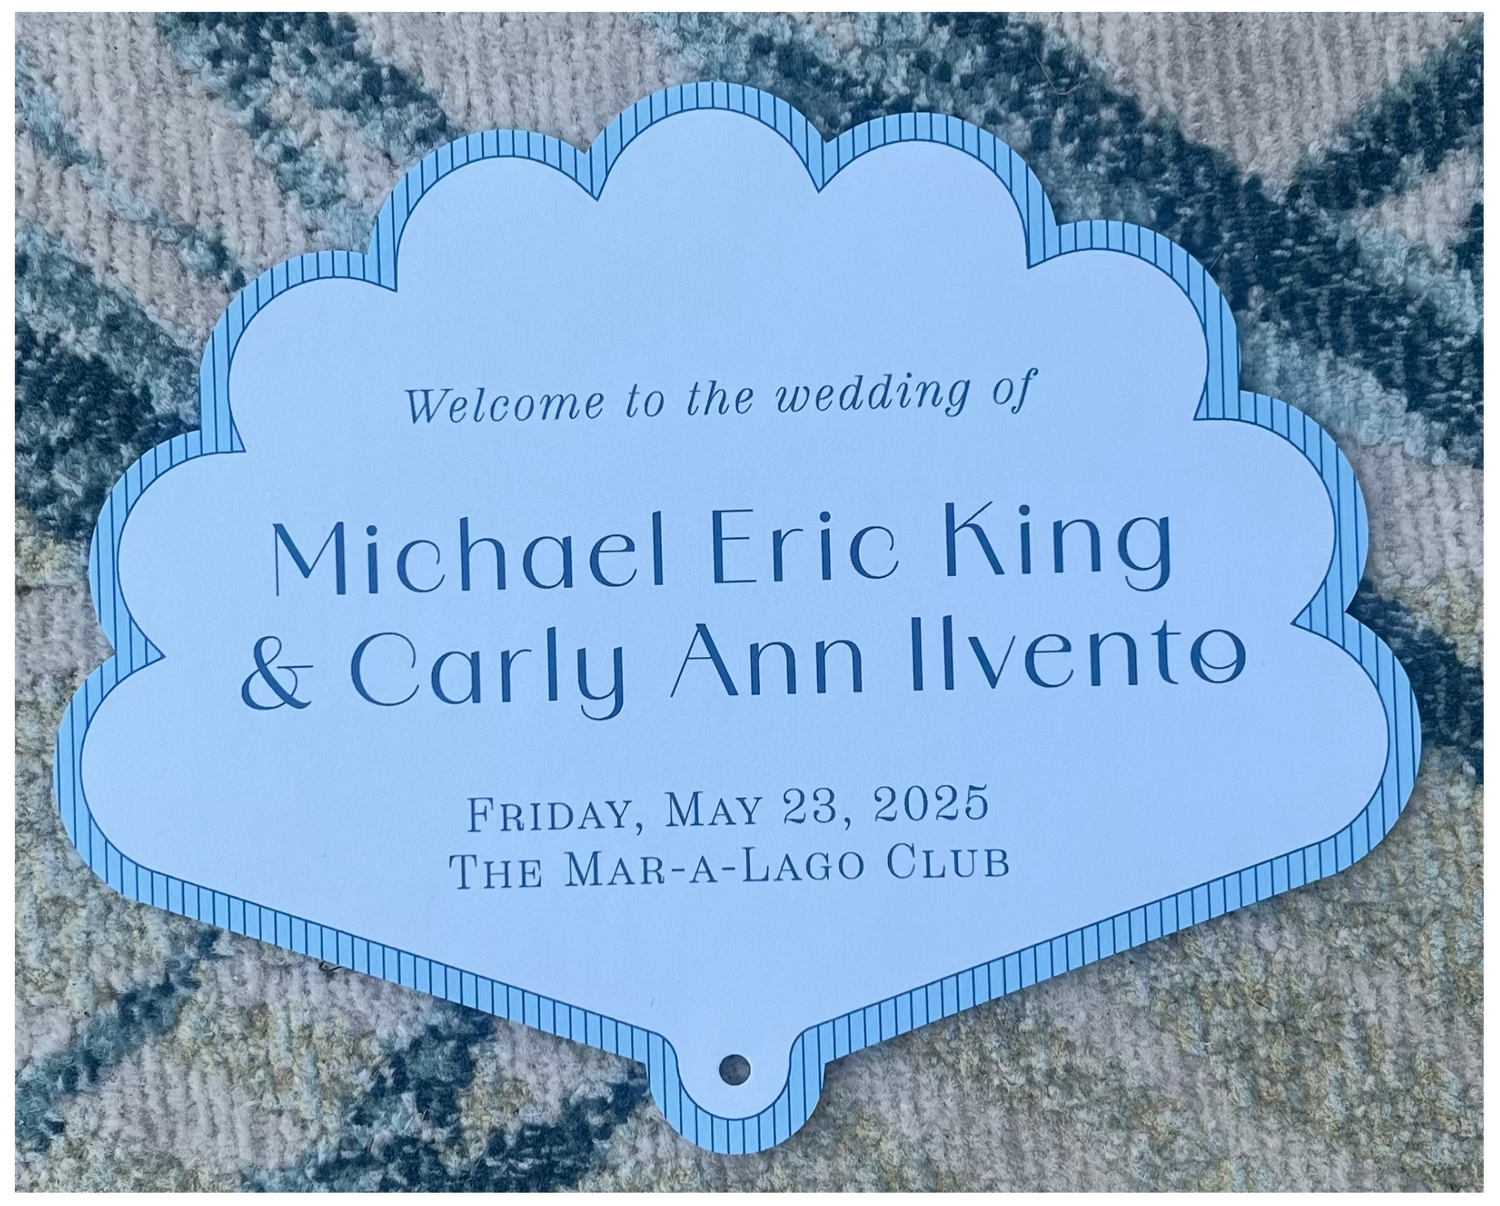 Welcome to the wedding of
Michael Eric King
& Carly Ann Ilvento
Friday, May 23, 2025
The Mar-a-Lago Club